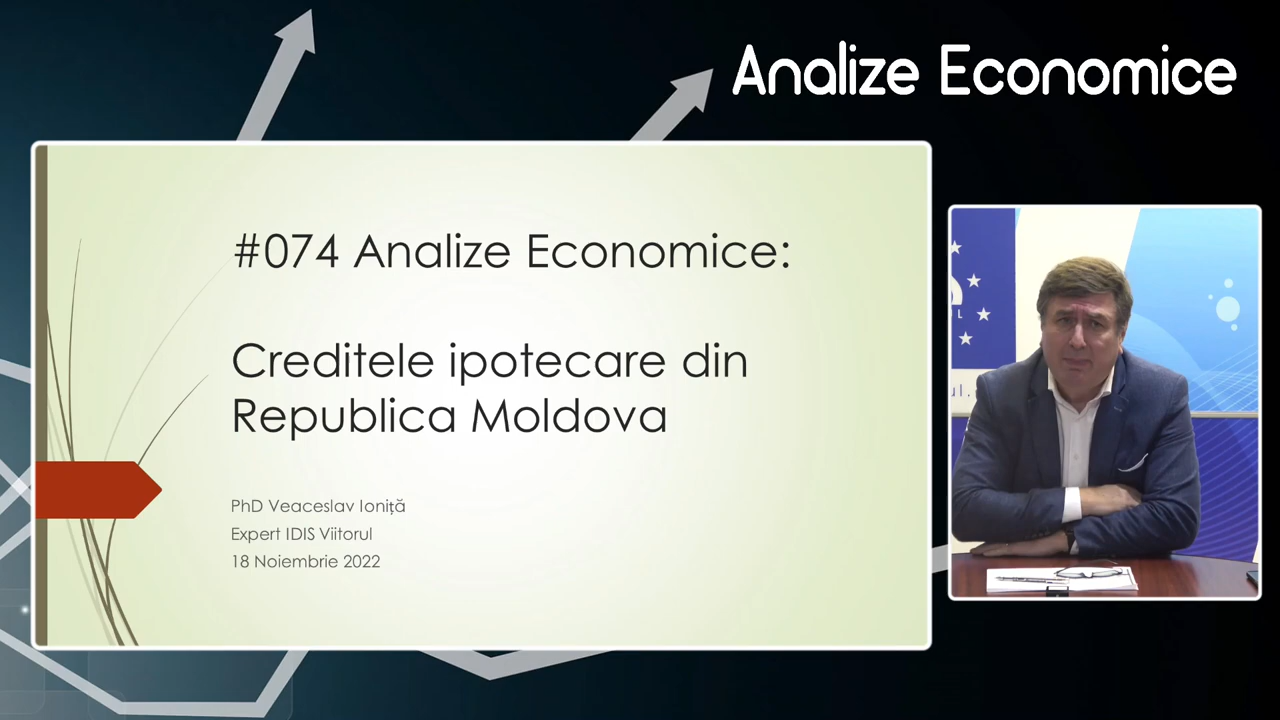 Analize Economice
#074 Analize Economice:
Creditele ipotecare din
Republica Moldova
PhD Veaceslav Ioniță
Expert IDIS Viitorul
18 Noiembrie 2022